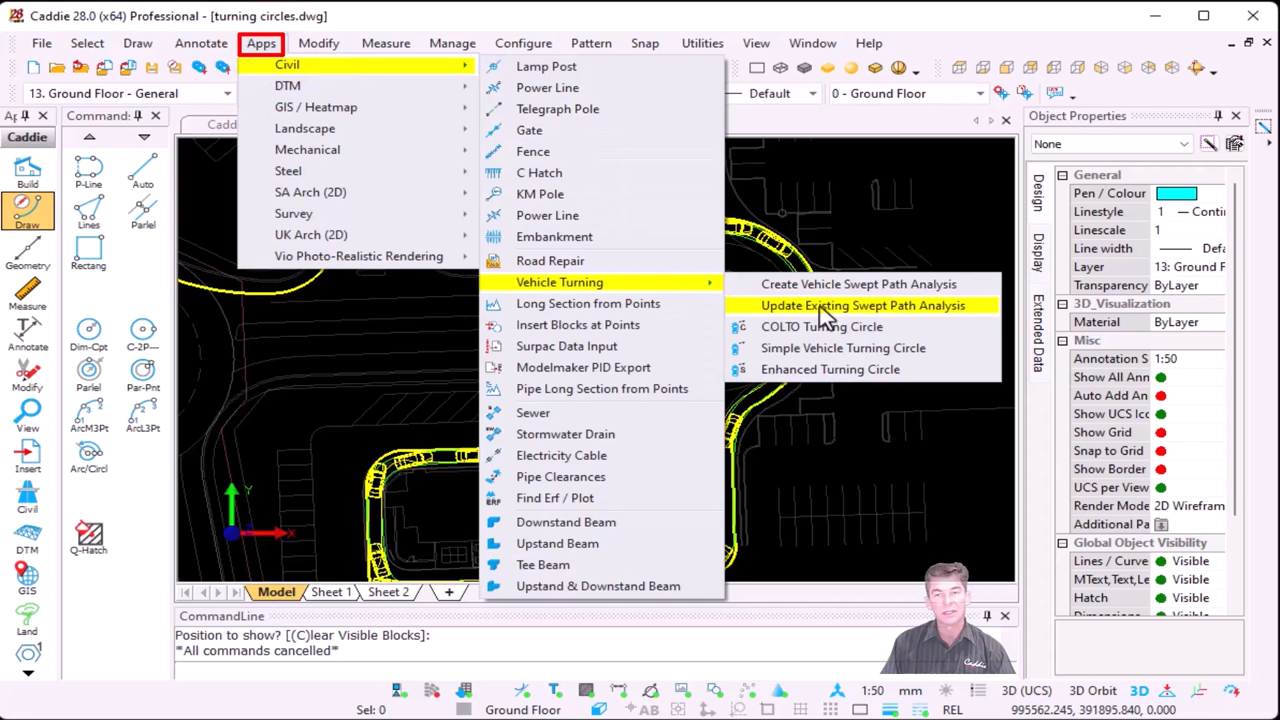 28 Caddie 28.0 (x64) Professional - [turning circles.dwg]
File Select Draw Annotate Apps Modify Measure Manage Configure Pattern Snap Utilities View Window Help
13. Ground Floor - General
Default
0 - Ground Floor
Command:
Caddie
Build
Draw
Geometry
Measure
Annotate
Modify
View
Insert
Civil
DTM
GIS
Land
P-Line Auto
Lines Parlel
Rectang
Dim-Cpt C-2P---
Parlel Par-Pnt
ArcM3Pt ArcL3Pt
Arc/Circl
Q-Hatch
Civil
DTM
GIS / Heatmap
Landscape
Mechanical
Steel
SA Arch (2D)
Survey
UK Arch (2D)
Vio Photo-Realistic Rendering
Lamp Post
Power Line
Telegraph Pole
Gate
Fence
C Hatch
KM Pole
Power Line
Embankment
Road Repair
Vehicle Turning
Long Section from Points
Insert Blocks at Points
Surpac Data Input
Modelmaker PID Export
Pipe Long Section from Points
Sewer
Stormwater Drain
Electricity Cable
Pipe Clearances
Find Erf / Plot
Downstand Beam
Upstand Beam
Tee Beam
Upstand & Downstand Beam
Create Vehicle Swept Path Analysis
Update Existing Swept Path Analysis
COLTO Turning Circle
Simple Vehicle Turning Circle
Enhanced Turning Circle
Y
X
Object Properties
None
Design
Display
Extended Data
General
Pen / Colour
Linestyle 1
Linescale 1
Line width
Layer 13: Ground F
Transparency ByLayer
3D_Visualization
Material ByLayer
Misc
Annotation S 1:50
Show All Ann
Auto Add An
Show UCS Ico
Show Grid
Snap to Grid
Show Border
UCS per View
Render Mode 2D Wirefram
Additional Pa
Global Object Visibility
Lines / Curve Visible
MText,Text,Le Visible
Hatch Visible
Model Sheet 1 Sheet 2 +
CommandLine
Position to show? [(C)lear Visible Blocks]:
*All commands cancelled*
Caddie
1:50 mm 3D (UCS) 3D Orbit 3D
Sel: 0 Ground Floor AB REL 995562.245, 391895.840, 0.000